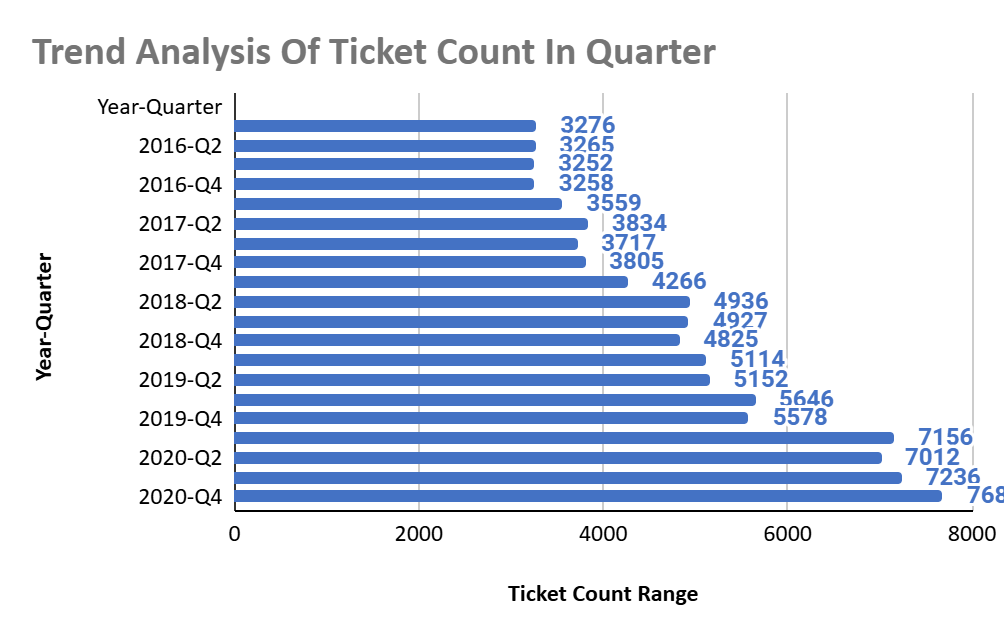 Trend Analysis Of Ticket Count In Quarter
Year-Quarter
3276
2016-Q2 3265
3252
2016-Q4 3258
3559
2017-Q2 3834
3717
2017-Q4 3805
4266
2018-Q2 4936
4927
2018-Q4 4825
5114
2019-Q2 5152
5646
2019-Q4 5578
7156
2020-Q2 7012
7236
2020-Q4 768
0 2000 4000 6000 8000
Year-Quarter
Ticket Count Range